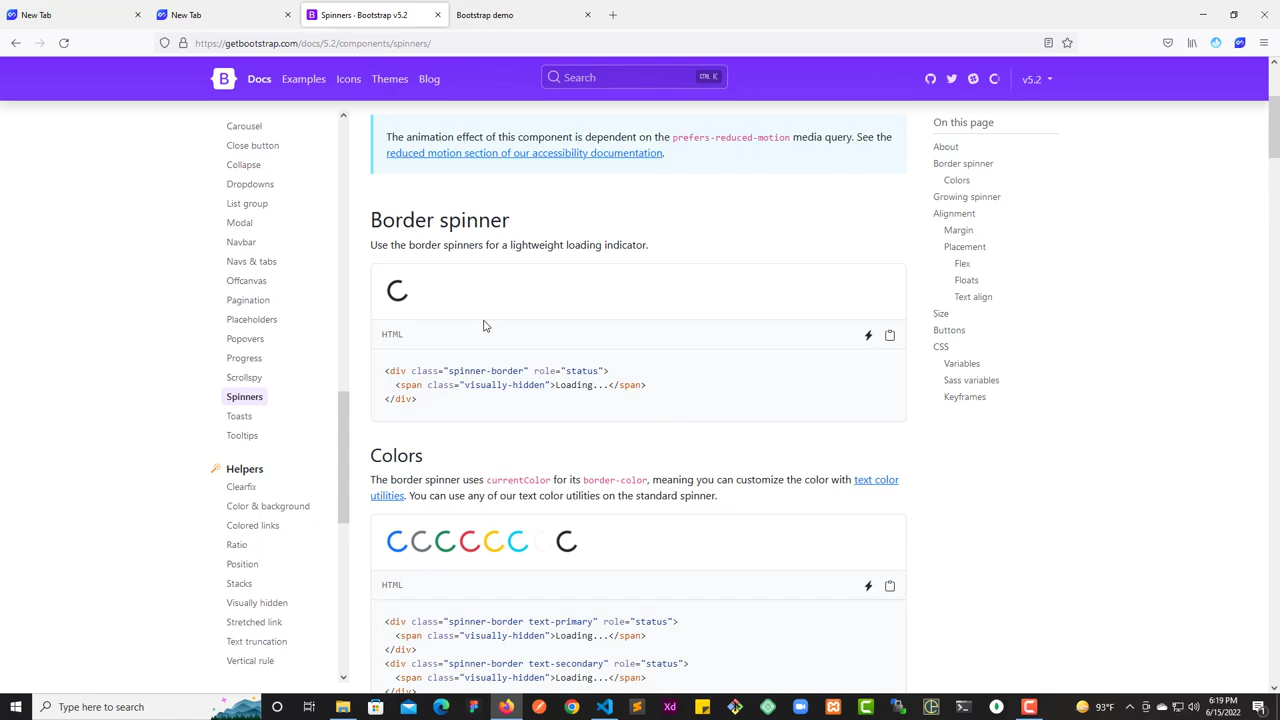 New Tab
New Tab
Spinners · Bootstrap v5.2
Bootstrap demo
https://getbootstrap.com/docs/5.2/components/spinners/
B
Docs
Examples
Icons
Themes
Blog
Search
CTRL K
v5.2
Carousel
Close button
Collapse
Dropdowns
List group
Modal
Navbar
Navs & tabs
Offcanvas
Pagination
Placeholders
Popovers
Progress
Scrollspy
Spinners
Toasts
Tooltips
Helpers
Clearfix
Color & background
Colored links
Ratio
Position
Stacks
Visually hidden
Stretched link
Text truncation
Vertical rule
The animation effect of this component is dependent on the prefers-reduced-motion media query. See the
reduced motion section of our accessibility documentation.
Border spinner
Use the border spinners for a lightweight loading indicator.
HTML
<div class="spinner-border" role="status">
<span class="visually-hidden">Loading...</span>
</div>
Colors
The border spinner uses currentColor for its border-color, meaning you can customize the color with text color
utilities. You can use any of our text color utilities on the standard spinner.
HTML
<div class="spinner-border text-primary" role="status">
<span class="visually-hidden">Loading...</span>
</div>
<div class="spinner-border text-secondary" role="status">
<span class="visually-hidden">Loading...</span>
</div>
On this page
About
Border spinner
Colors
Growing spinner
Alignment
Margin
Placement
Flex
Floats
Text align
Size
Buttons
CSS
Variables
Sass variables
Keyframes
Type here to search
Xd
93°F
6:19 PM
6/15/2022